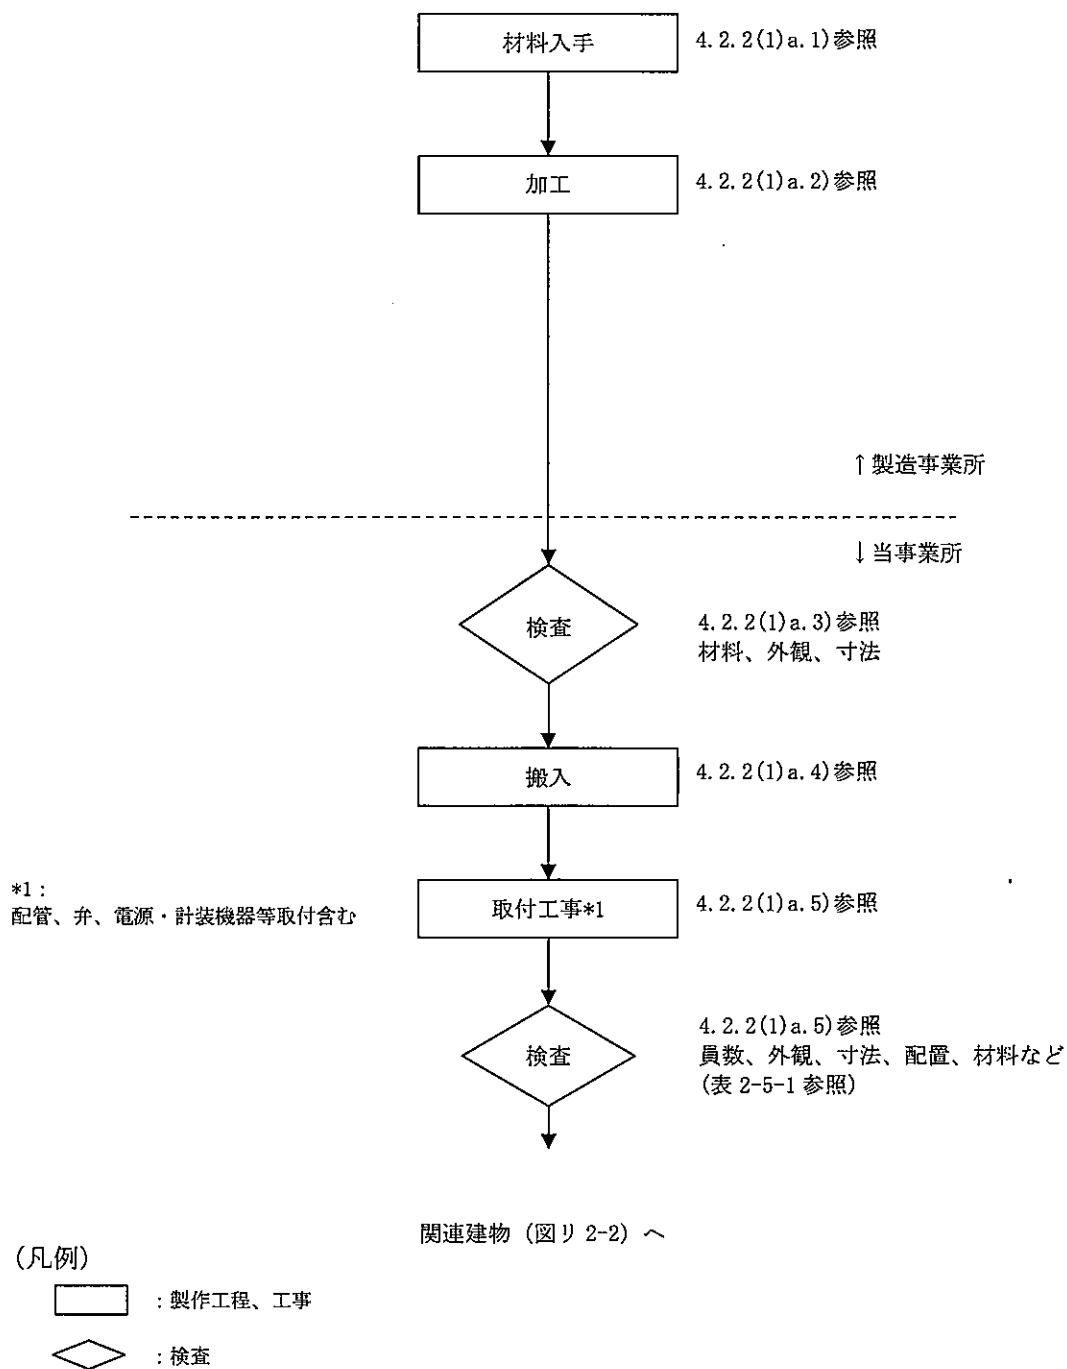 材料入手
4.2.2(1)a.1)参照
加工
4.2.2(1)a.2)参照
↑製造事業所
↓当事業所
検査
4.2.2(1)a.3)参照
材料、外観、寸法
搬入
4.2.2(1)a.4)参照
*1:
配管、弁、電源・計装機器等取付含む
取付工事*1
4.2.2(1)a.5)参照
検査
4.2.2(1)a.5)参照
員数、外観、寸法、配置、材料など
(表 2-5-1 参照)
関連建物 (図リ 2-2) へ
(凡例)
:製作工程、工事
:検査